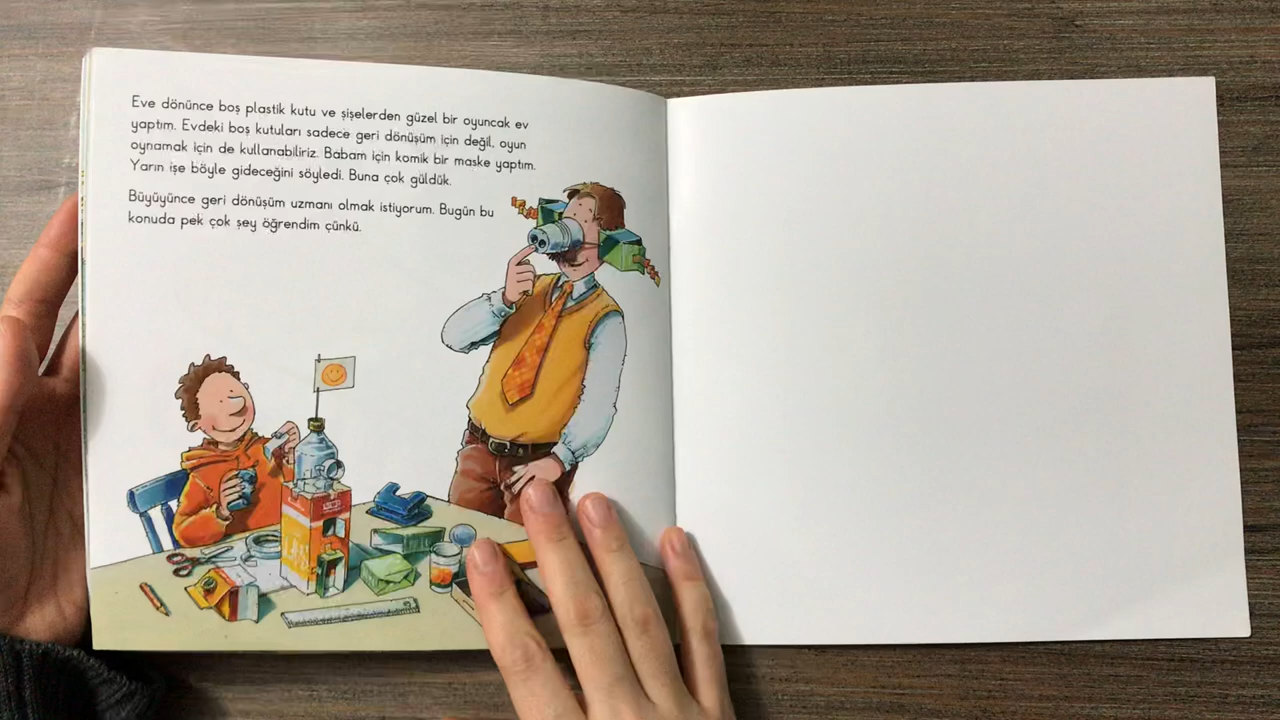 Eve dönünce boş plastik kutu ve şişelerden güzel bir oyuncak ev
yaptım. Evdeki boş kutuları sadece geri dönüşüm için değil, oyun
oynamak için de kullanabiliriz. Babam için komik bir maske yaptım.
Yarın işe böyle gideceğini söyledi. Buna çok güldük.
Büyüyünce geri dönüşüm uzmanı olmak istiyorum. Bugün bu
konuda pek çok şey öğrendim çünkü.